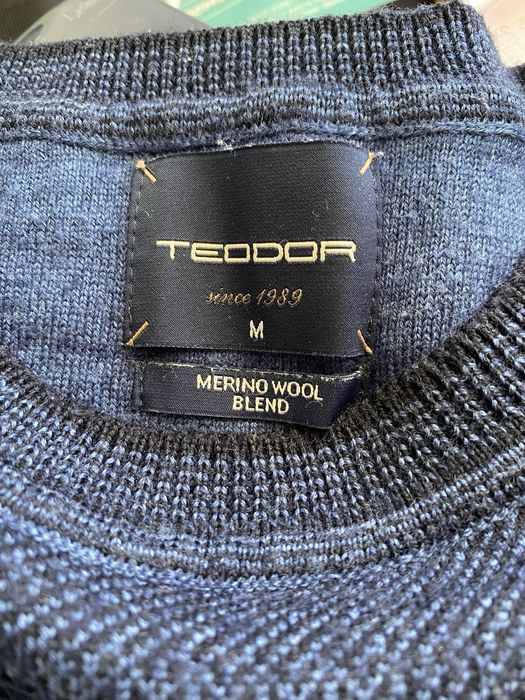 TEODOR
since 1989
M
MERINO WOOL
BLEND